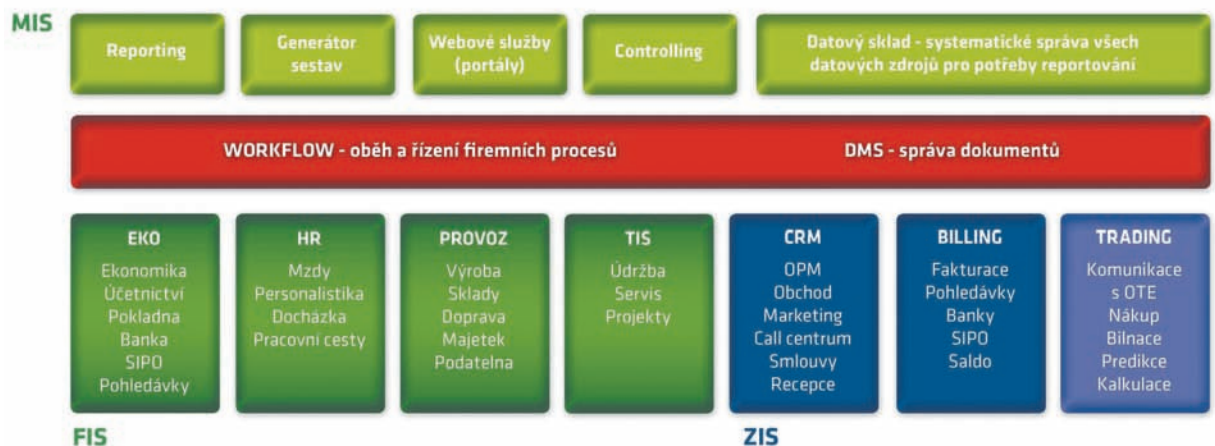 MIS
Reporting
Generátor
sestav
Webové služby
(portály)
Controlling
Datový sklad - systematické správa všech
datových zdrojů pro potřeby reportování
WORKFLOW - oběh a řízení firemních procesů
DMS - správa dokumentů
EKO
Ekonomika
Účetnictví
Pokladna
Banka
SIPO
Pohledávky
HR
Mzdy
Personalistika
Docházka
Pracovní cesty
PROVOZ
Výroba
Sklady
Doprava
Majetek
Podatelna
TIS
Údržba
Servis
Projekty
CRM
OPM
Obchod
Marketing
Call centrum
Smlouvy
Recepce
BILLING
Fakturace
Pohledávky
Banky
SIPO
Saldo
TRADING
Komunikace
s OTE
Nákup
Bilnace
Predikce
Kalkulace
FIS
ZIS